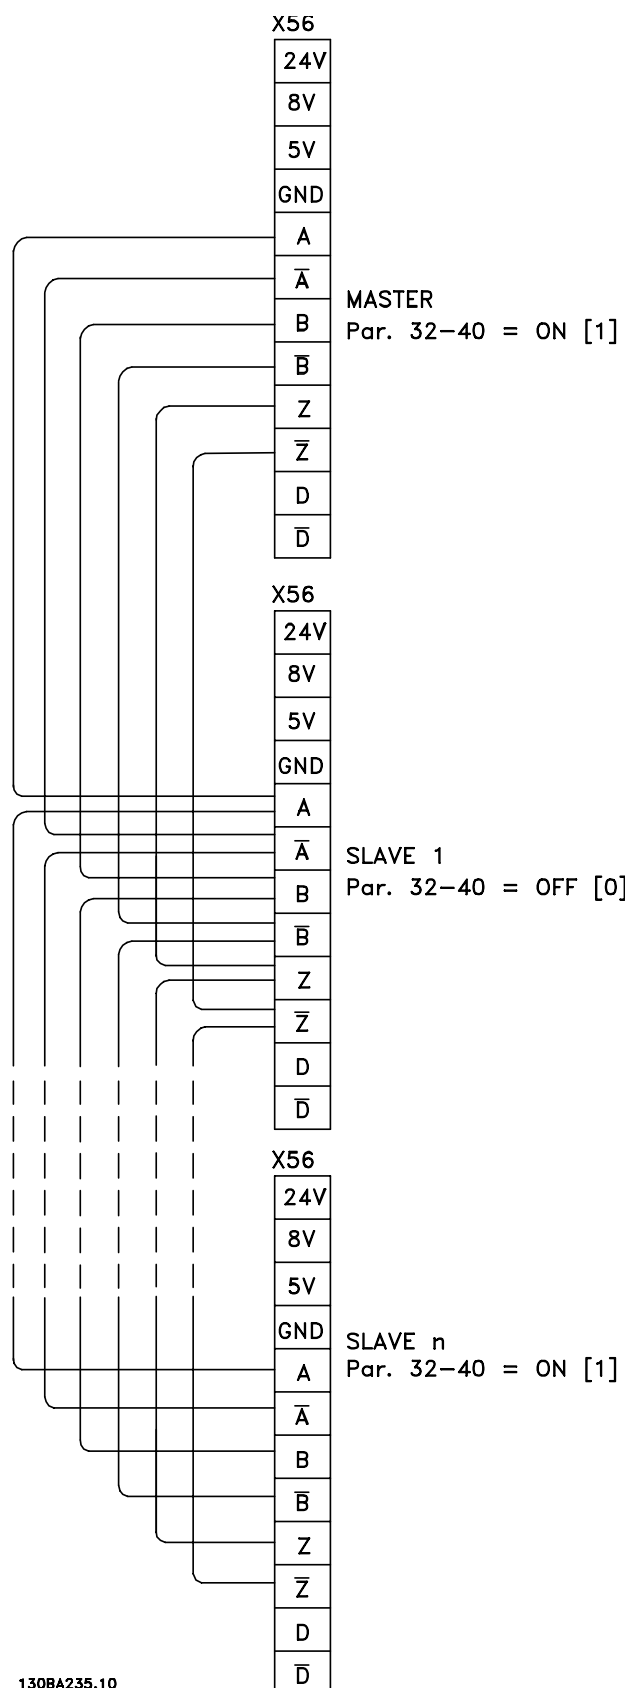 X56
24V
8V
5V
GND
A
A̅
B
B̅
Z
Z̅
D
D̅
MASTER
Par. 32-40 = ON [1]
X56
24V
8V
5V
GND
A
A̅
B
B̅
Z
Z̅
D
D̅
SLAVE 1
Par. 32-40 = OFF [0]
X56
24V
8V
5V
GND
A
A̅
B
B̅
Z
Z̅
D
D̅
SLAVE n
Par. 32-40 = ON [1]
130BA235.10